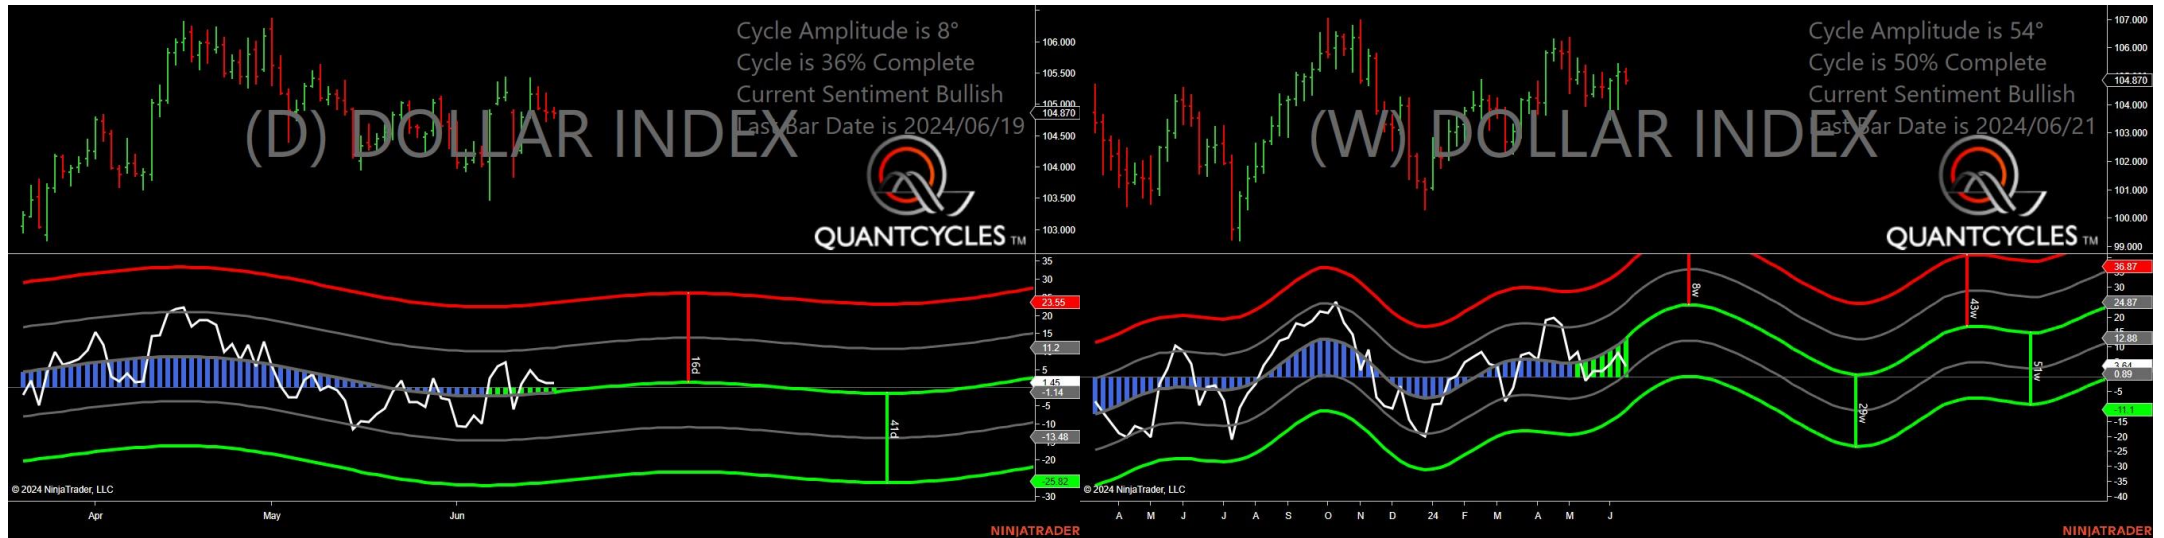 Cycle Amplitude is 8°
Cycle is 36% Complete
Current Sentiment Bullish
Last Bar Date is 2024/06/19
(D) DOLLAR INDEX
QUANTCYCLES TM
106.000
105.500
105.000
104.870
104.500
104.000
103.500
103.000
35
30
23.55
20
15
11.2
5
1.45
-1.14
-5
-10
-13.48
-20
-25.82
-30
16d
41d
© 2024 NinjaTrader, LLC
Apr May Jun
NINJATRADER
Cycle Amplitude is 54°
Cycle is 50% Complete
Current Sentiment Bullish
Last Bar Date is 2024/06/21
(W) DOLLAR INDEX
QUANTCYCLES TM
107.000
106.000
104.870
104.000
103.000
102.000
101.000
100.000
99.000
36.87
30
24.87
20
15
12.88
10
3.64
0.89
-5
-11.1
-15
-20
-25
-30
-35
-40
8w
29w
43w
51w
© 2024 NinjaTrader, LLC
A M J J A S O N D 24 F M A M J
NINJATRADER